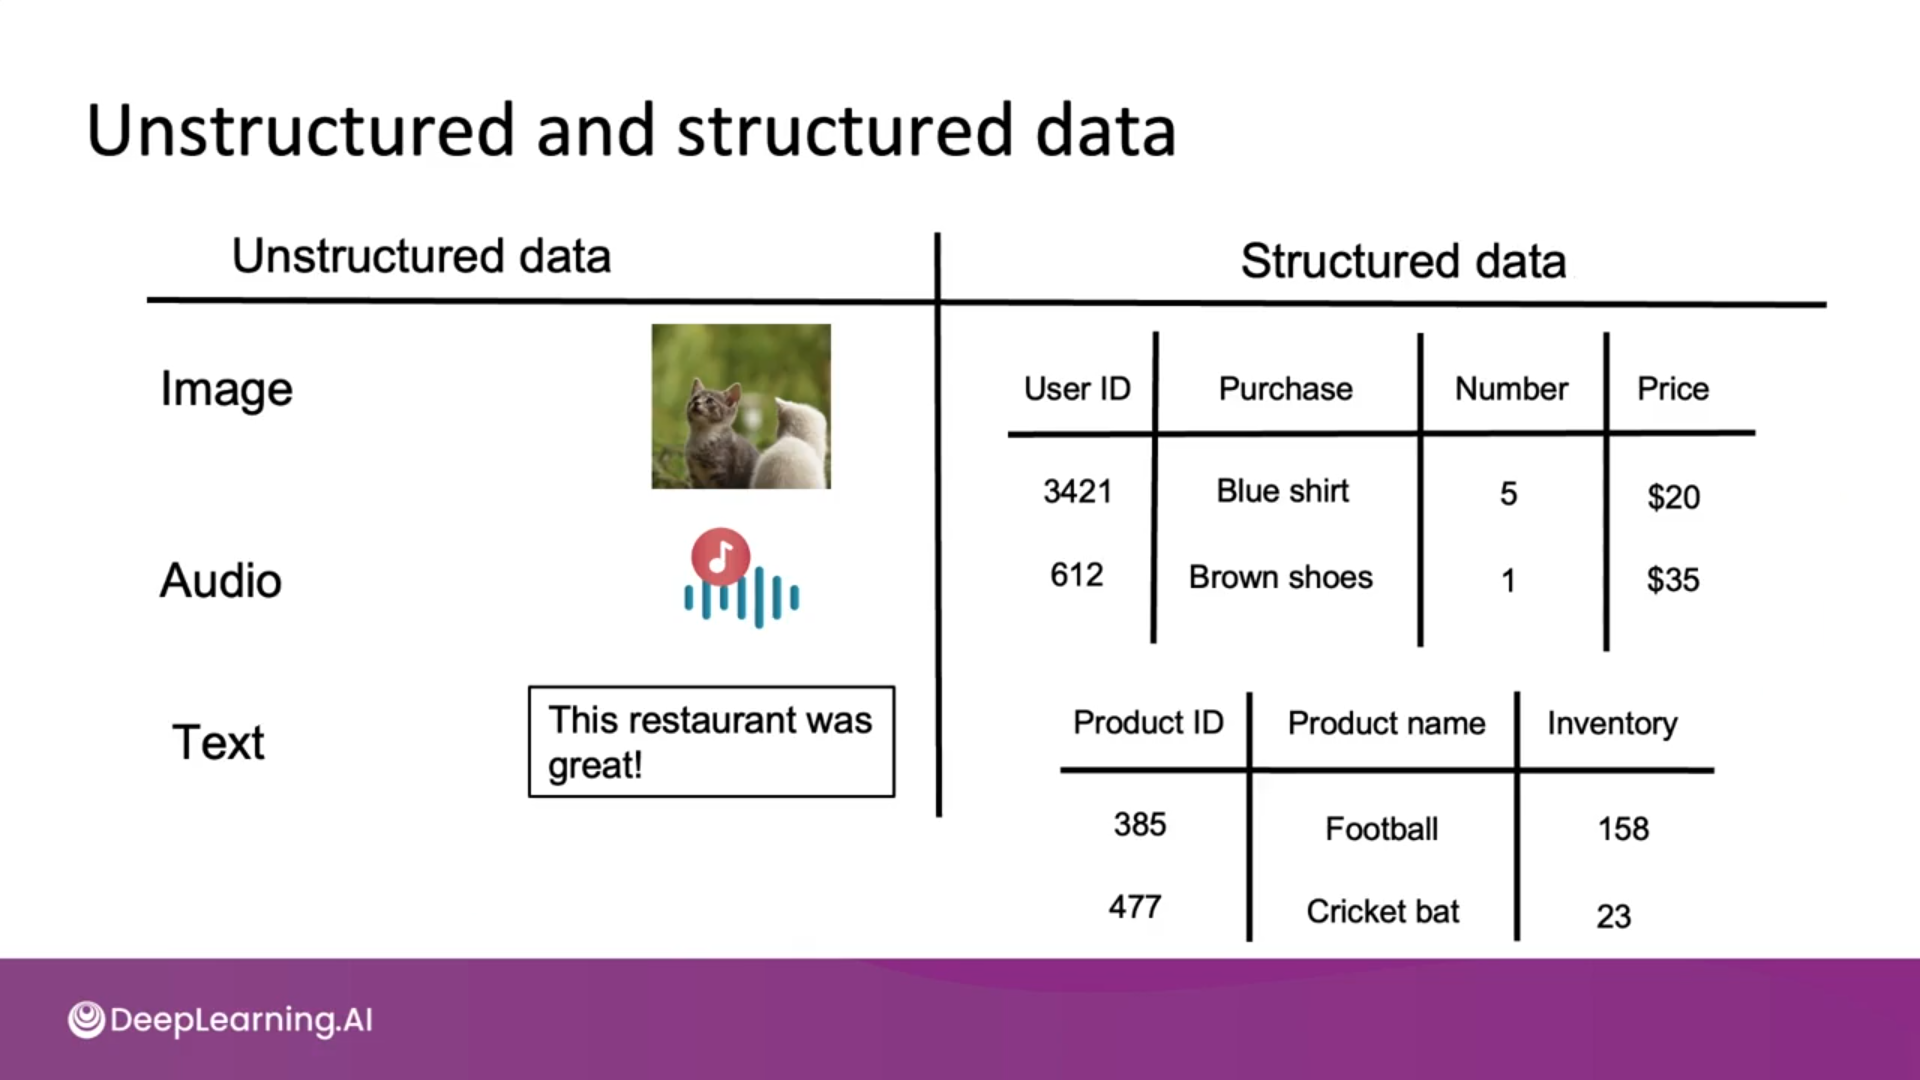 Unstructured and structured data
Unstructured data
Image
Audio
Text
This restaurant was
great!
Structured data
User ID Purchase Number Price
3421 Blue shirt 5 $20
612 Brown shoes 1 $35
Product ID Product name Inventory
385 Football 158
477 Cricket bat 23
DeepLearning.AI